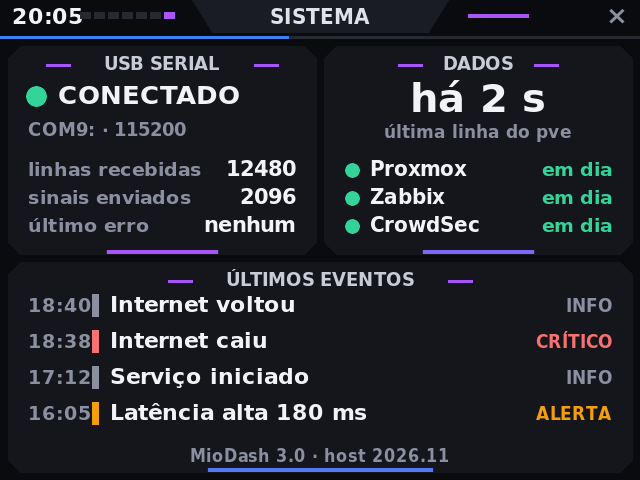 20:05 SISTEMA ✕
USB SERIAL
CONECTADO
COM9: · 115200
linhas recebidas 12480
sinais enviados 2096
último erro nenhum
DADOS
há 2 s
última linha do pve
Proxmox em dia
Zabbix em dia
CrowdSec em dia
ÚLTIMOS EVENTOS
18:40 Internet voltou INFO
18:38 Internet caiu CRÍTICO
17:12 Serviço iniciado INFO
16:05 Latência alta 180 ms ALERTA
MioDash 3.0 · host 2026.11